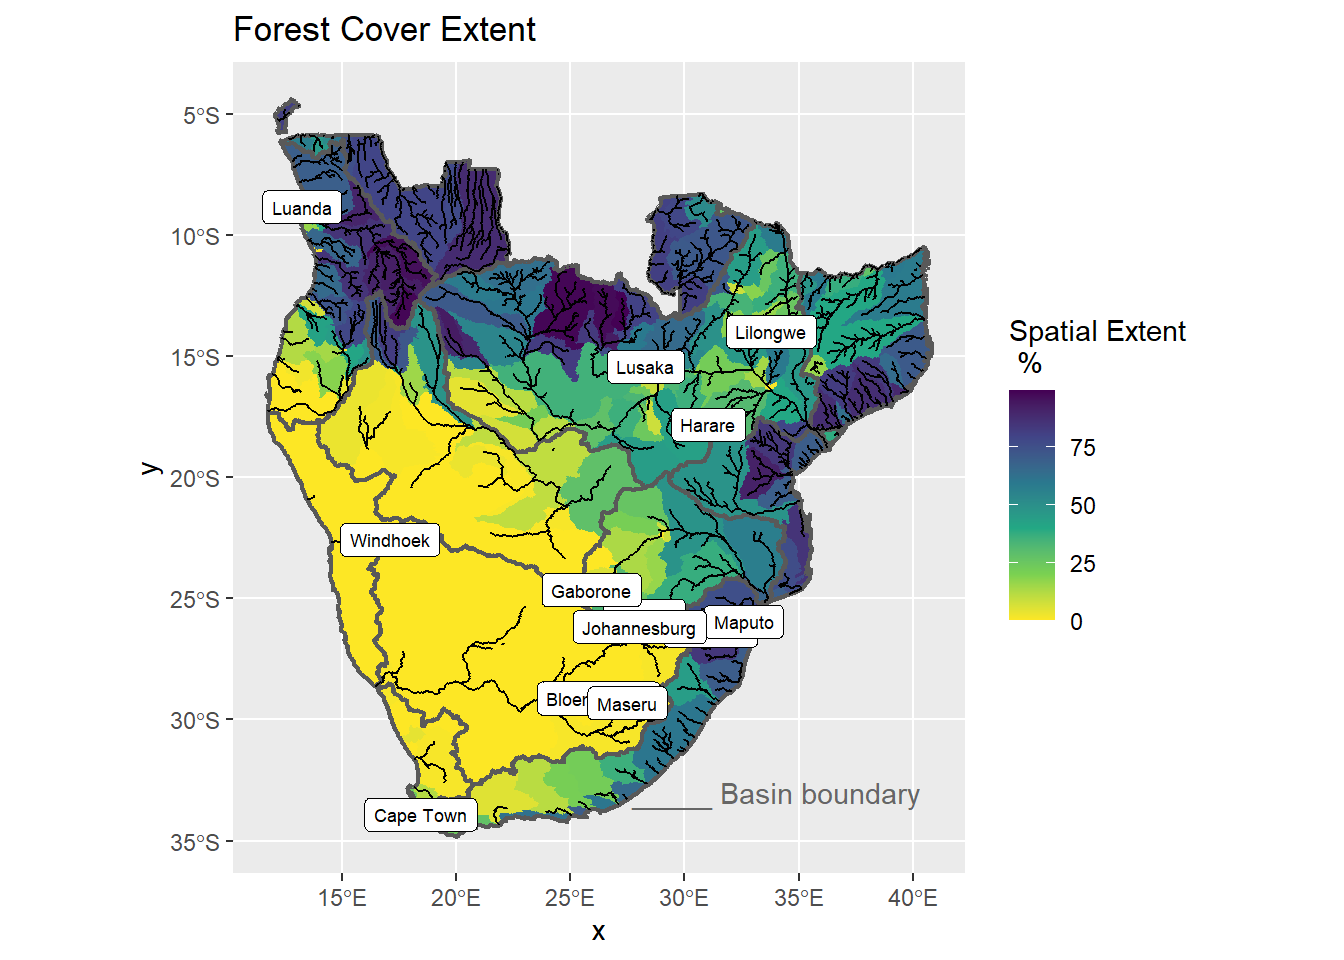 Forest Cover Extent
5°S
10°S
15°S
20°S
25°S
30°S
35°S
y
Luanda
Lilongwe
Lusaka
Harare
Windhoek
Gaborone
Johannesburg
Maputo
Bloer
Maseru
Cape Town
Basin boundary
15°E
20°E
25°E
30°E
35°E
40°E
x
Spatial Extent
%
75
50
25
0